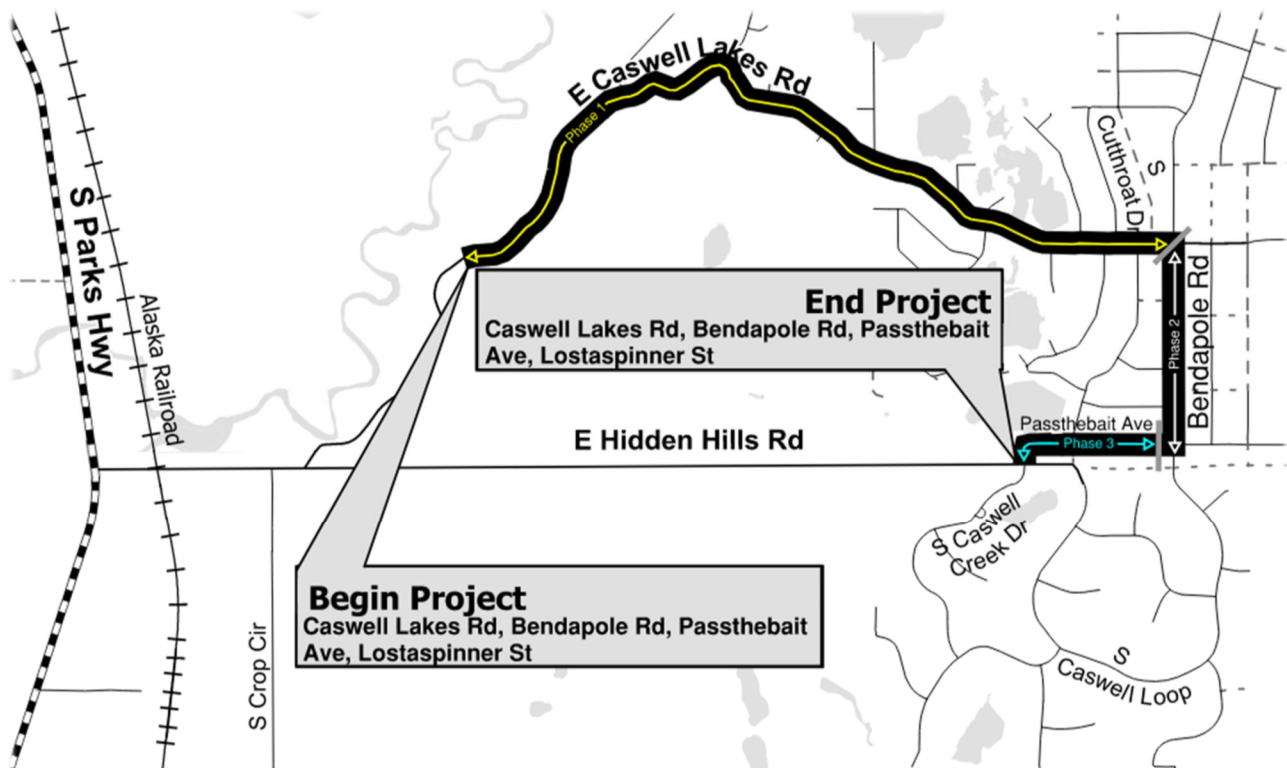 E Caswell Lakes Rd
Phase 1
S
Cutthroat Dr
S Parks Hwy
Alaska Railroad
End Project
Caswell Lakes Rd, Bendapole Rd, Passthebait
Ave, Lostaspinner St
Phase 2
Bendapole Rd
Passthebait Ave
Phase 3
E Hidden Hills Rd
S Caswell
Creek Dr
Begin Project
Caswell Lakes Rd, Bendapole Rd, Passthebait
Ave, Lostaspinner St
S Crop Cir
S
Caswell Loop